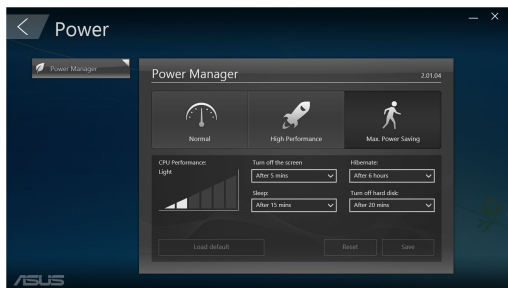 Power
Power Manager
Power Manager
2.01.04
Normal
High Performance
Max. Power Saving
CPU Performance:
Light
Turn off the screen
After 5 mins
Hibernate:
After 6 hours
Sleep:
After 15 mins
Turn off hard disk:
After 20 mins
Load default
Reset
Save
ASUS